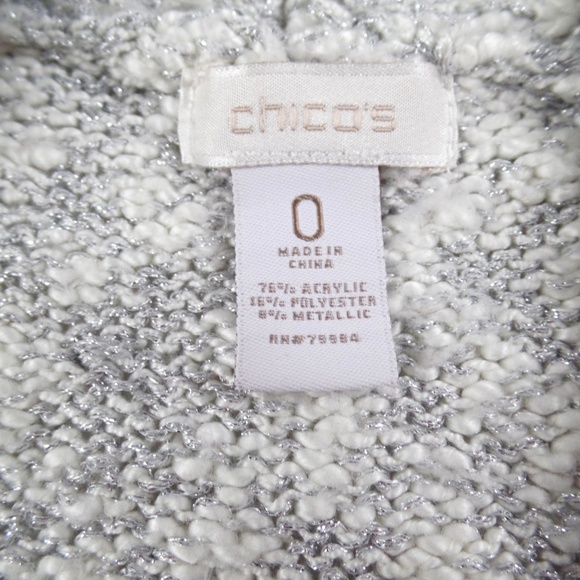 chico's
0
MADE IN
CHINA
76% ACRYLIC
16% POLYESTER
8% METALLIC
RN#79984